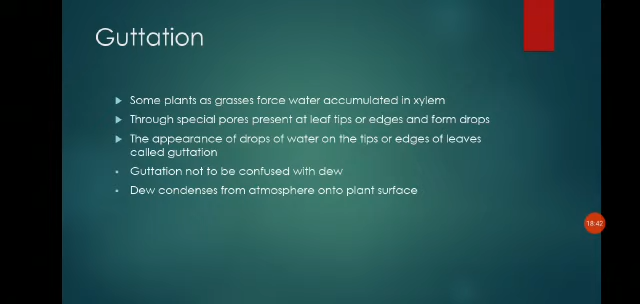 Guttation
Some plants as grasses force water accumulated in xylem
Through special pores present at leaf tips or edges and form drops
The appearance of drops of water on the tips or edges of leaves
called guttation
Guttation not to be confused with dew
Dew condenses from atmosphere onto plant surface
18:42